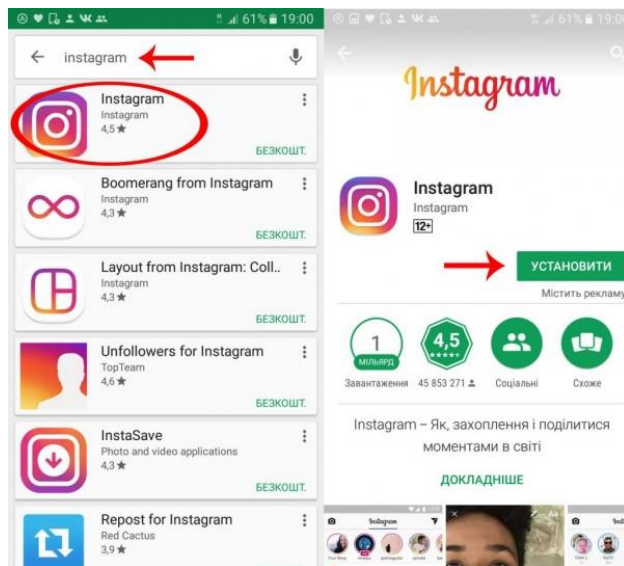 61% 19:00
instagram
Instagram
Instagram
4,5★
БЕЗКОШТ.
Boomerang from Instagram
Instagram
4,3★
БЕЗКОШТ.
Layout from Instagram: Coll..
Instagram
4,3★
БЕЗКОШТ.
Unfollowers for Instagram
TopTeam
4,6★
БЕЗКОШТ.
InstaSave
Photo and video applications
4,3★
БЕЗКОШТ.
Repost for Instagram
Red Cactus
3,9★
61% 19:00
Instagram
Instagram
Instagram
12+
УСТАНОВИТИ
Містить рекламу
1
МІЛЬЯРД
4,5
Завантаження 45 853 271 Соціальні Схоже
Instagram – Як, захоплення і поділитися
моментами в світі
ДОКЛАДНІШЕ
Instagram